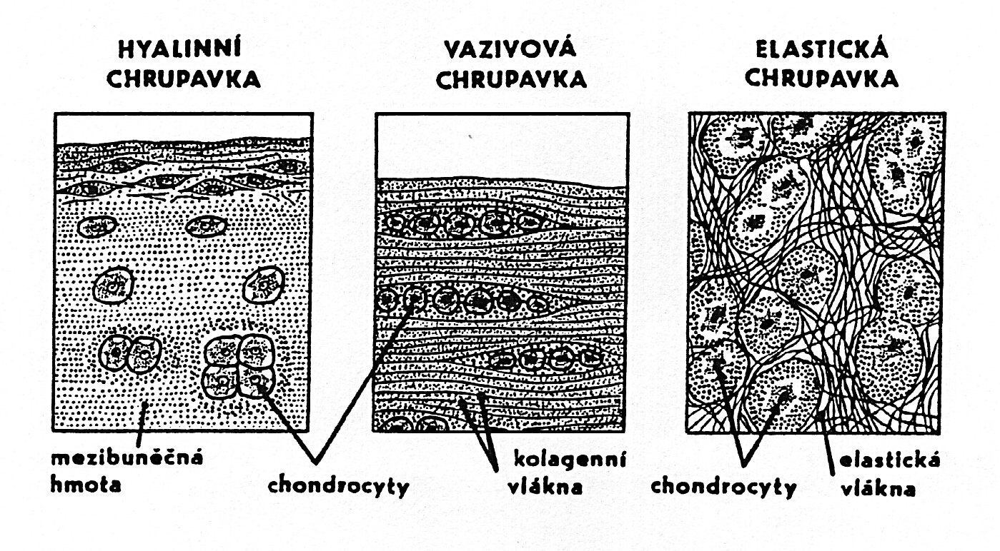 HYALINNÍ
CHRUPAVKA
VAZIVOVÁ
CHRUPAVKA
ELASTICKÁ
CHRUPAVKA
mezibuněčná
hmota
chondrocyty
kolagenní
vlákna
chondrocyty
elastická
vlákna